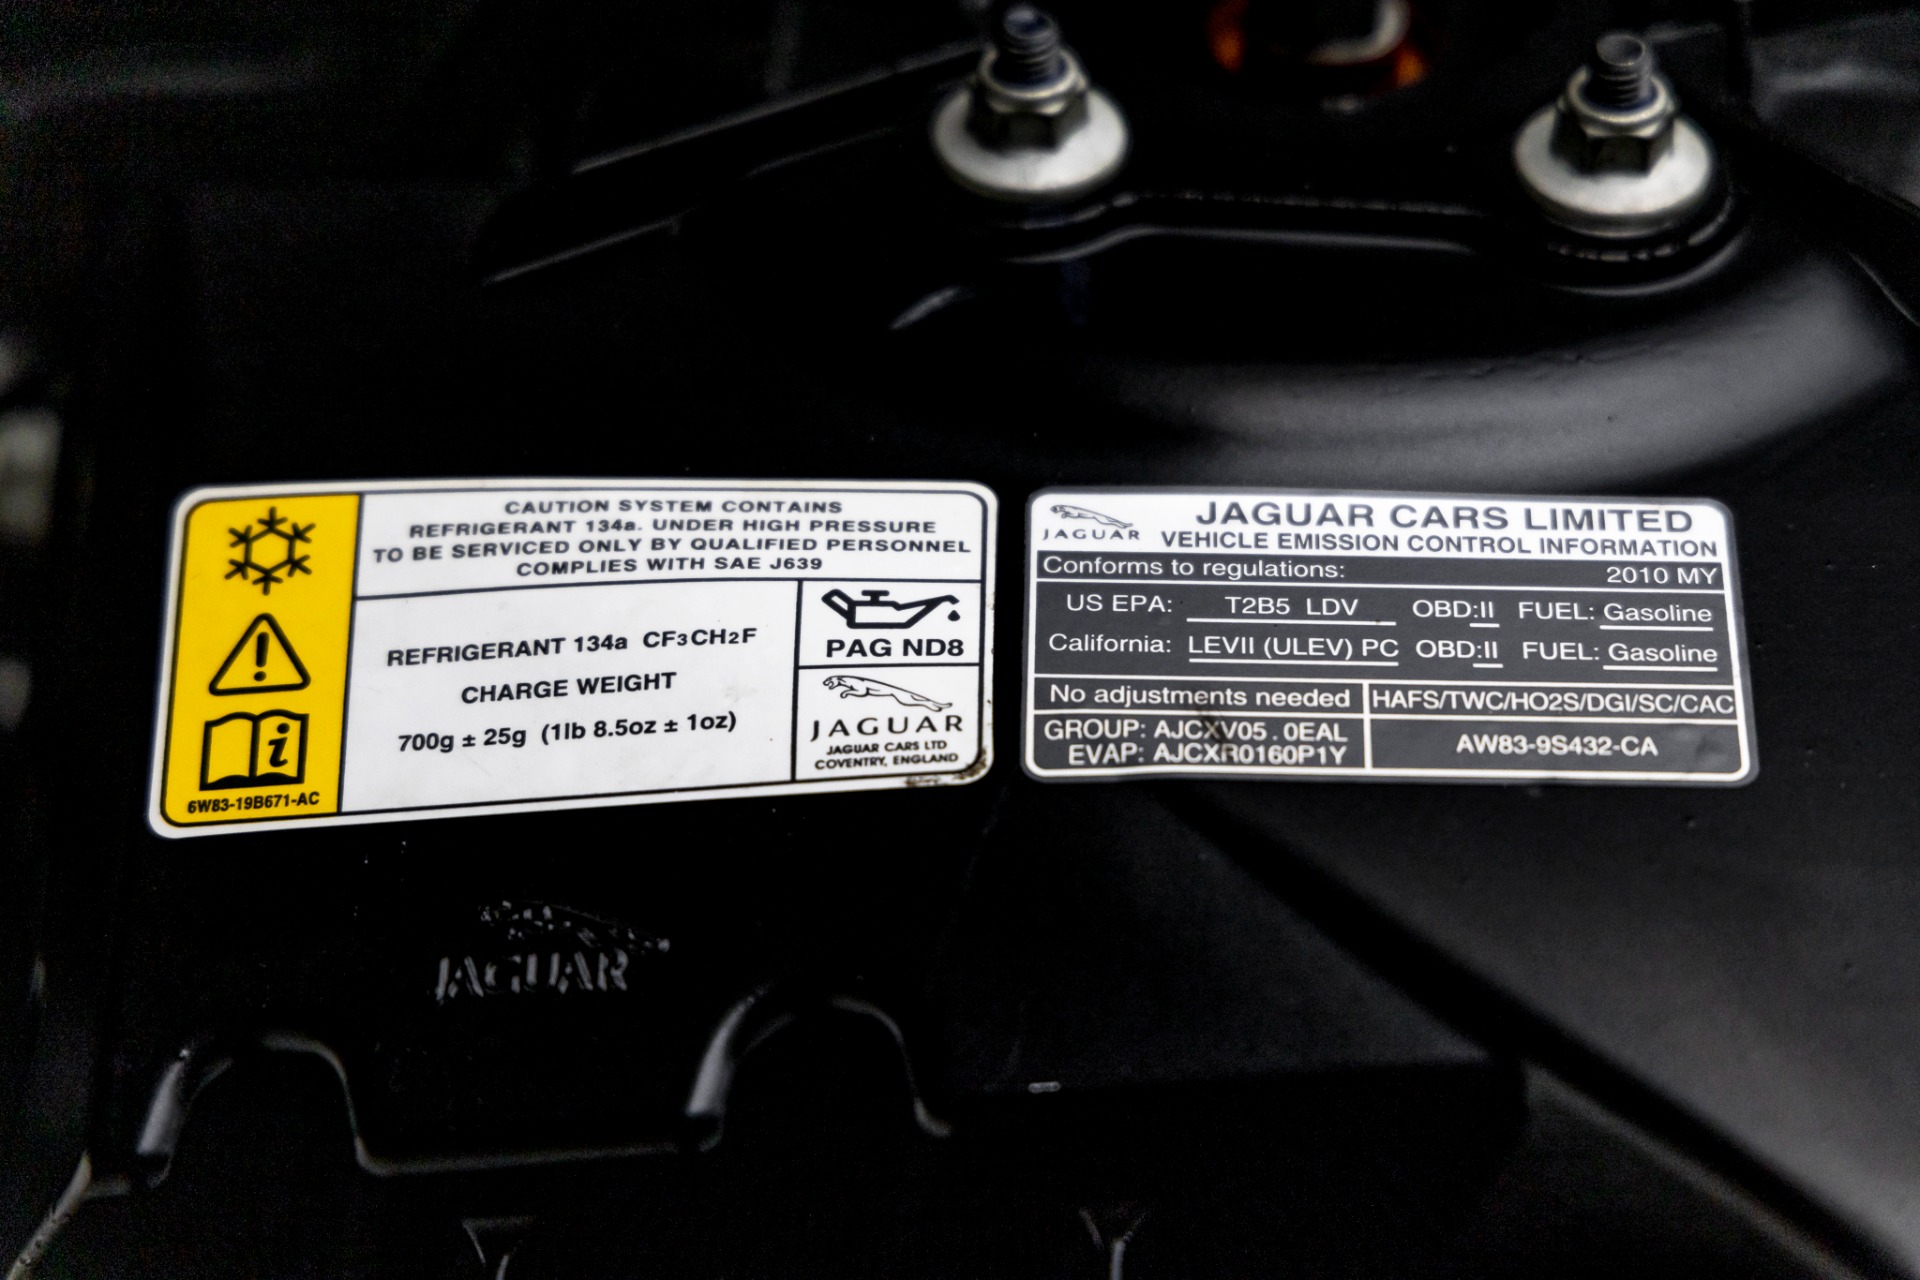 CAUTION SYSTEM CONTAINS
REFRIGERANT 134a. UNDER HIGH PRESSURE
TO BE SERVICED ONLY BY QUALIFIED PERSONNEL
COMPLIES WITH SAE J639
REFRIGERANT 134a CF3CH2F
CHARGE WEIGHT
700g ± 25g (1lb 8.5oz ± 1oz)
PAG ND8
JAGUAR
JAGUAR CARS LTD
COVENTRY, ENGLAND
6W83-19B671-AC
JAGUAR
JAGUAR CARS LIMITED
VEHICLE EMISSION CONTROL INFORMATION
Conforms to regulations: 2010 MY
US EPA: T2B5 LDV OBD:II FUEL: Gasoline
California: LEVII (ULEV) PC OBD:II FUEL: Gasoline
No adjustments needed HAFS/TWC/HO2S/DGI/SC/CAC
GROUP: AJCXV05.0EAL
EVAP: AJCXR0160P1Y
AW83-9S432-CA
JAGUAR